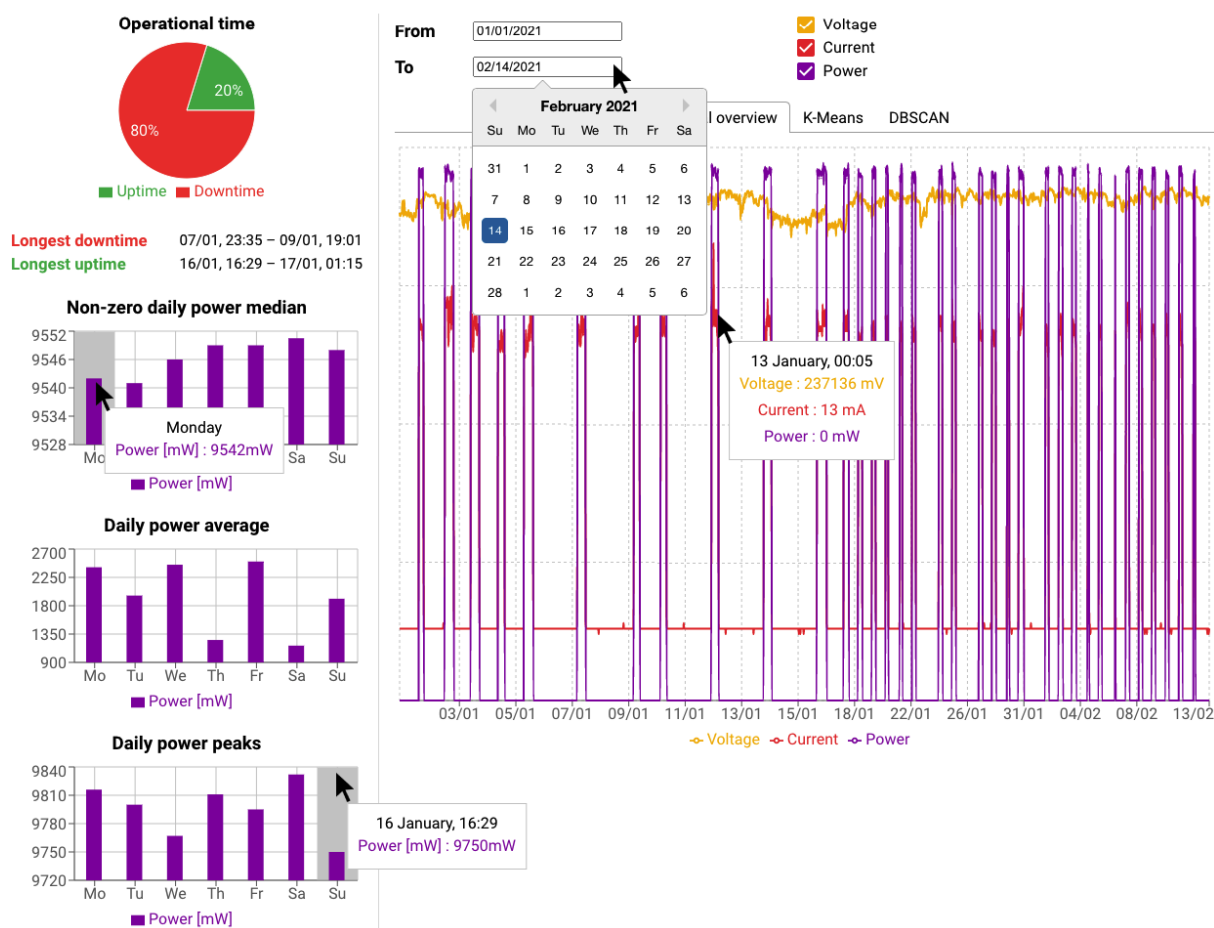 Operational time
20%
80%
Uptime Downtime
Longest downtime 07/01, 23:35 – 09/01, 19:01
Longest uptime 16/01, 16:29 – 17/01, 01:15
Non-zero daily power median
9552
9546
9540
9534
9528
Mo Sa Su
Monday
Power [mW] : 9542mW
Power [mW]
Daily power average
2700
2250
1800
1350
900
Mo Tu We Th Fr Sa Su
Power [mW]
Daily power peaks
9840
9810
9780
9750
9720
Mo Tu We Th Fr Sa Su
16 January, 16:29
Power [mW] : 9750mW
Power [mW]
From 01/01/2021
To 02/14/2021
Voltage
Current
Power
February 2021
Su Mo Tu We Th Fr Sa
31 1 2 3 4 5 6
7 8 9 10 11 12 13
14 15 16 17 18 19 20
21 22 23 24 25 26 27
28 1 2 3 4 5 6
l overview K-Means DBSCAN
13 January, 00:05
Voltage : 237136 mV
Current : 13 mA
Power : 0 mW
03/01 05/01 07/01 09/01 11/01 13/01 15/01 18/01 22/01 26/01 31/01 04/02 08/02 13/02
Voltage Current Power